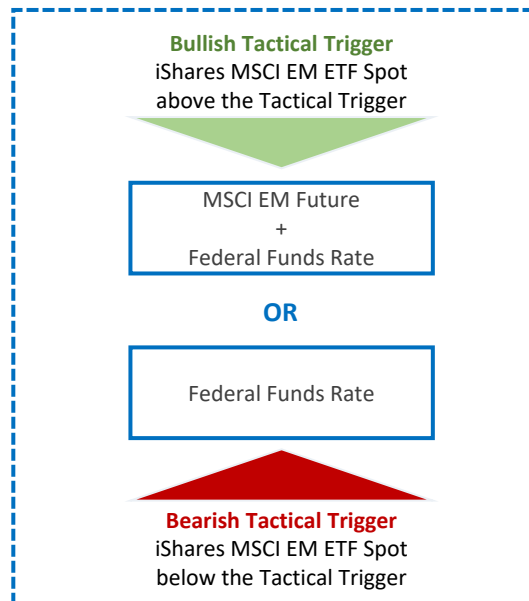 Bullish Tactical Trigger
iShares MSCI EM ETF Spot
above the Tactical Trigger
MSCI EM Future
+
Federal Funds Rate
OR
Federal Funds Rate
Bearish Tactical Trigger
iShares MSCI EM ETF Spot
below the Tactical Trigger